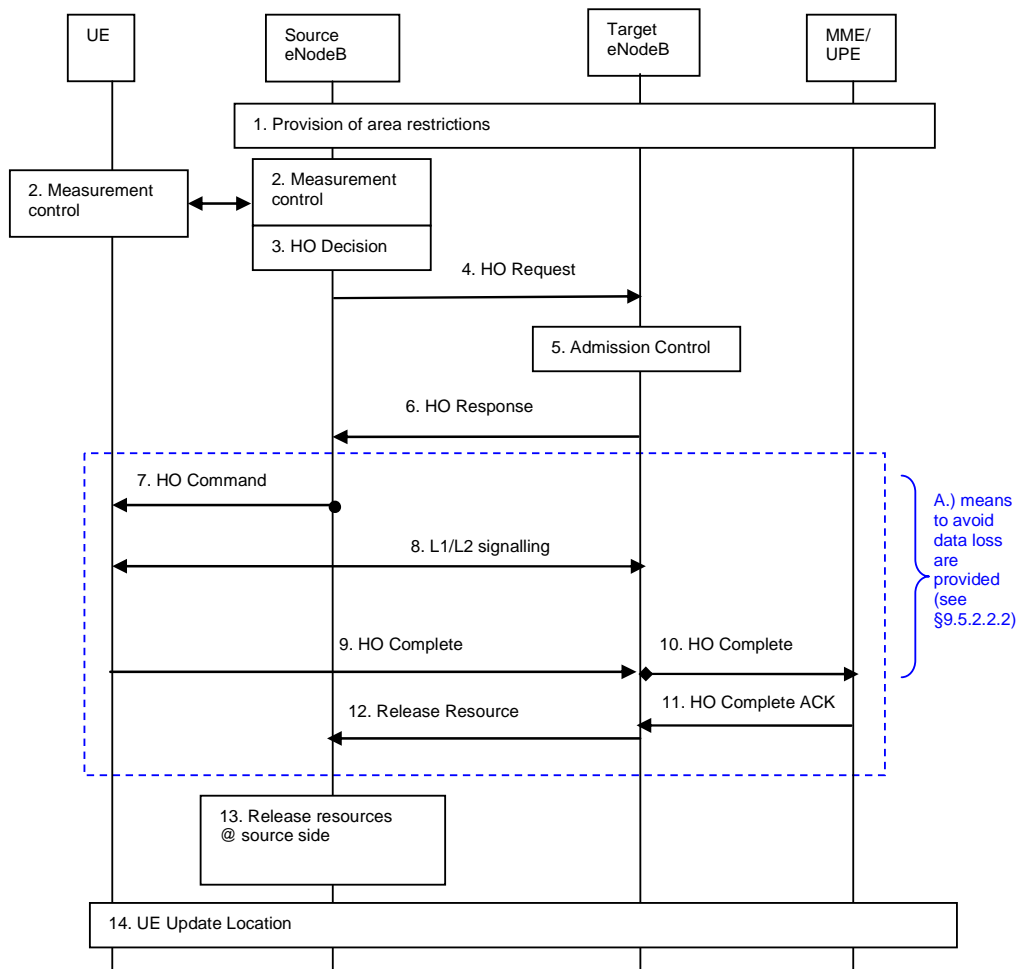 UE
Source
eNodeB
Target
eNodeB
MME/
UPE
1. Provision of area restrictions
2. Measurement
control
2. Measurement
control
3. HO Decision
4. HO Request
5. Admission Control
6. HO Response
7. HO Command
8. L1/L2 signalling
A.) means
to avoid
data loss
are
provided
(see
§9.5.2.2.2)
9. HO Complete
10. HO Complete
11. HO Complete ACK
12. Release Resource
13. Release resources
@ source side
14. UE Update Location